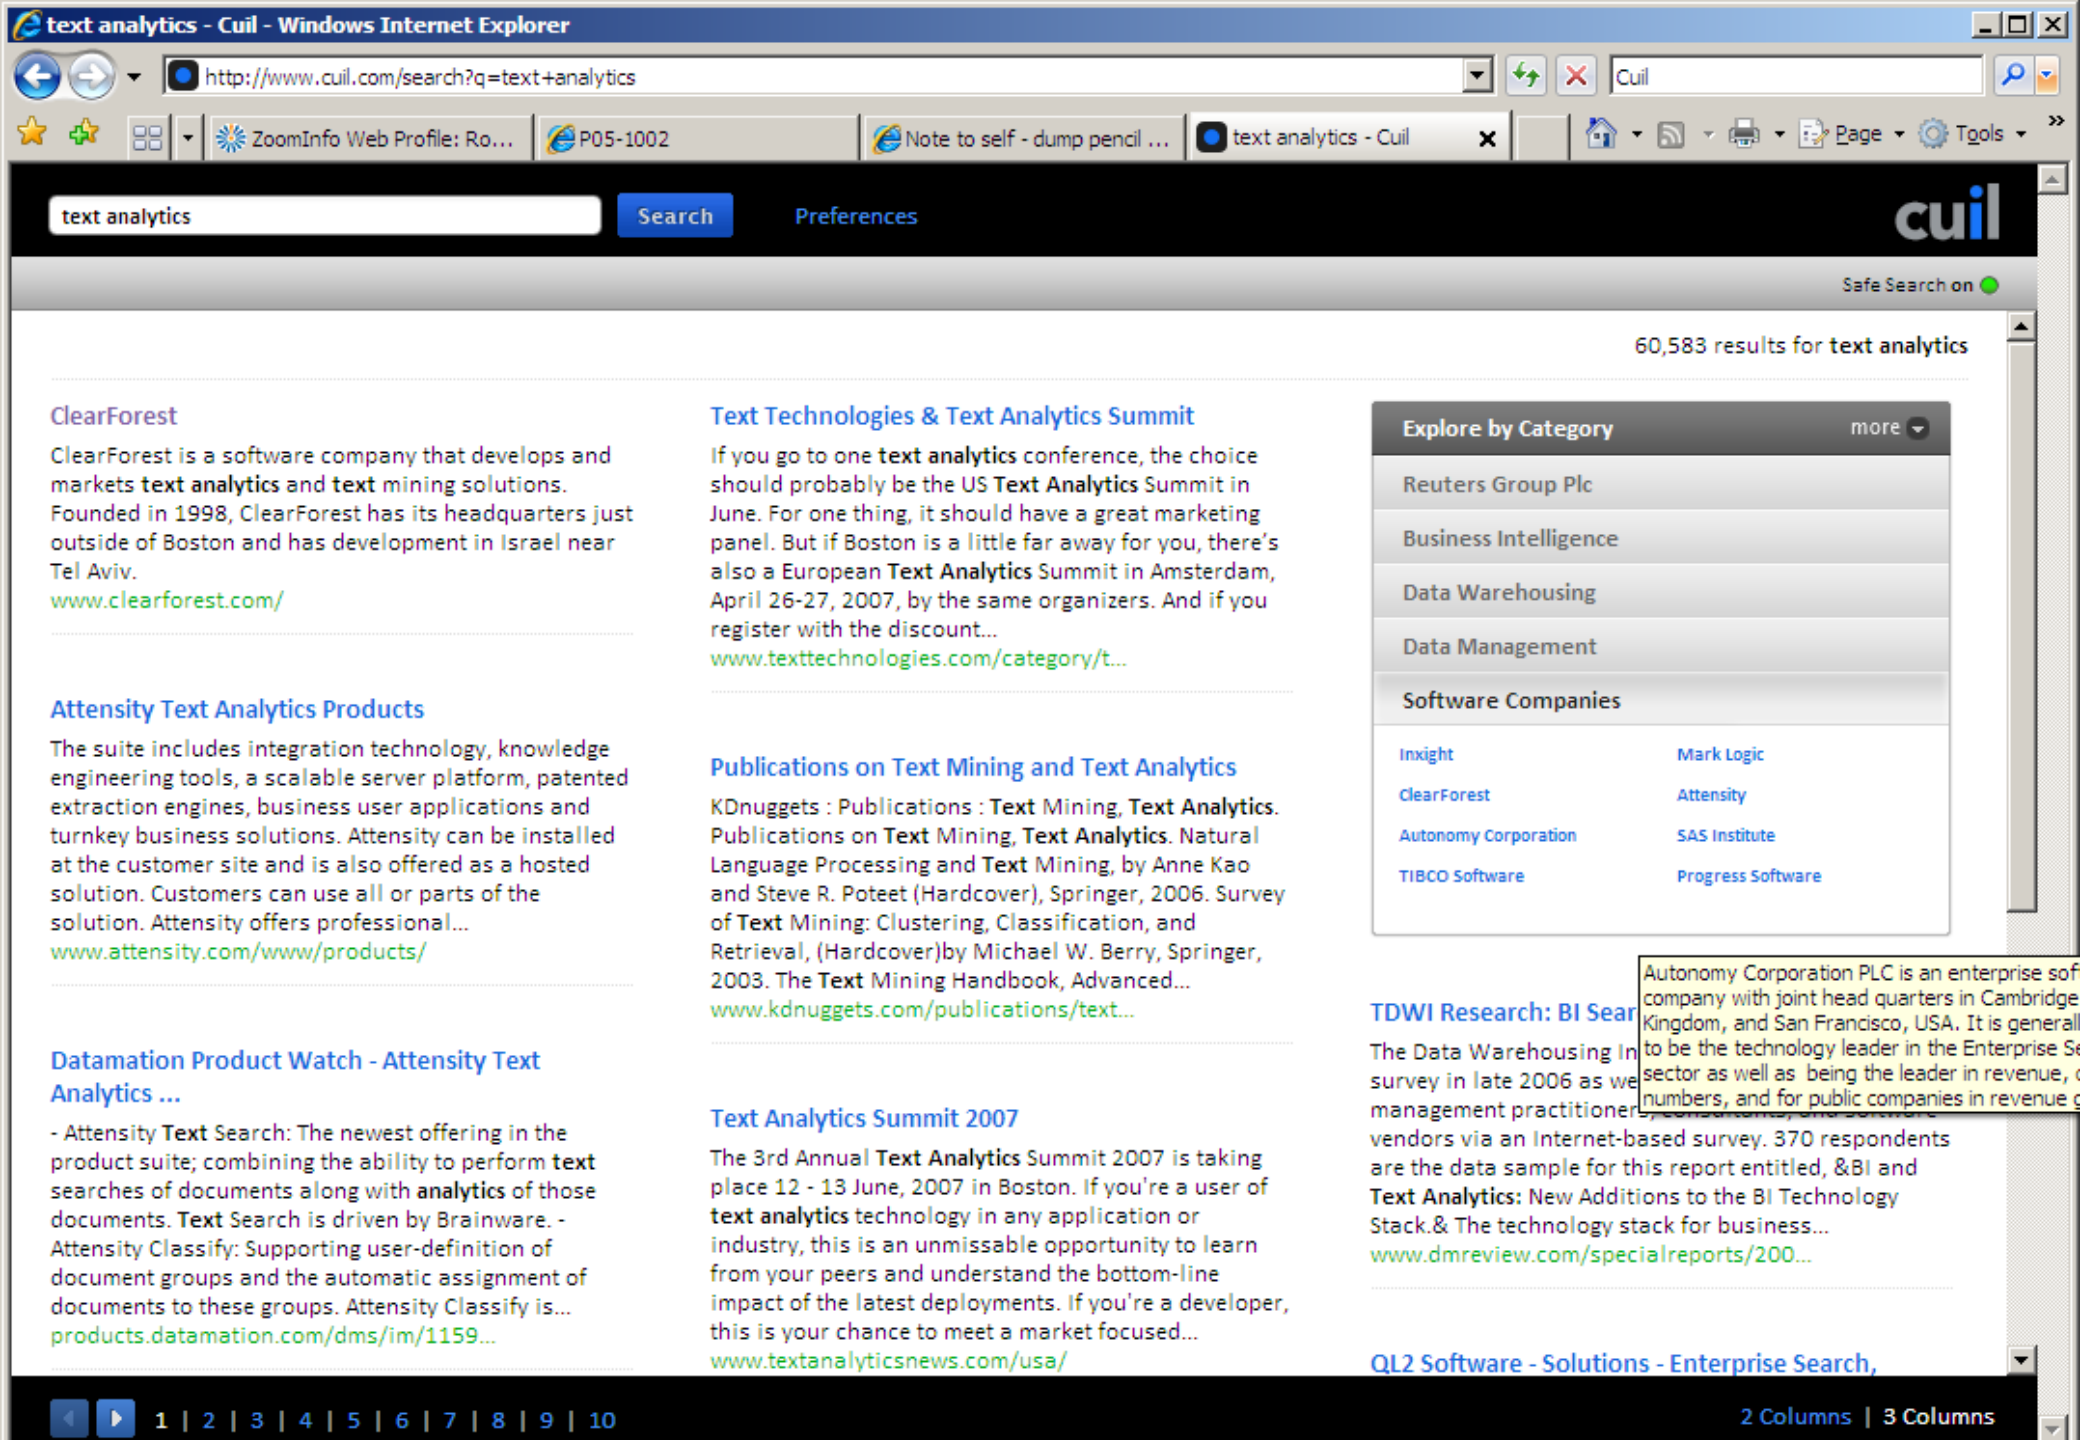 text analytics - Cuil - Windows Internet Explorer
http://www.cuil.com/search?q=text+analytics
Cuil
ZoomInfo Web Profile: Ro...
P05-1002
Note to self - dump pencil ...
text analytics - Cuil
Page
Tools
»
text analytics
Search
Preferences
cuil
Safe Search on
60,583 results for text analytics
ClearForest
ClearForest is a software company that develops and
markets text analytics and text mining solutions.
Founded in 1998, ClearForest has its headquarters just
outside of Boston and has development in Israel near
Tel Aviv.
www.clearforest.com/
Attensity Text Analytics Products
The suite includes integration technology, knowledge
engineering tools, a scalable server platform, patented
extraction engines, business user applications and
turnkey business solutions. Attensity can be installed
at the customer site and is also offered as a hosted
solution. Customers can use all or parts of the
solution. Attensity offers professional...
www.attensity.com/www/products/
Datamation Product Watch - Attensity Text
Analytics ...
- Attensity Text Search: The newest offering in the
product suite; combining the ability to perform text
searches of documents along with analytics of those
documents. Text Search is driven by Brainware. -
Attensity Classify: Supporting user-definition of
document groups and the automatic assignment of
documents to these groups. Attensity Classify is...
products.datamation.com/dms/im/1159...
Text Technologies & Text Analytics Summit
If you go to one text analytics conference, the choice
should probably be the US Text Analytics Summit in
June. For one thing, it should have a great marketing
panel. But if Boston is a little far away for you, there's
also a European Text Analytics Summit in Amsterdam,
April 26-27, 2007, by the same organizers. And if you
register with the discount...
www.texttechnologies.com/category/t...
Publications on Text Mining and Text Analytics
KDnuggets : Publications : Text Mining, Text Analytics.
Publications on Text Mining, Text Analytics. Natural
Language Processing and Text Mining, by Anne Kao
and Steve R. Poteet (Hardcover), Springer, 2006. Survey
of Text Mining: Clustering, Classification, and
Retrieval, (Hardcover)by Michael W. Berry, Springer,
2003. The Text Mining Handbook, Advanced...
www.kdnuggets.com/publications/text...
Text Analytics Summit 2007
The 3rd Annual Text Analytics Summit 2007 is taking
place 12 - 13 June, 2007 in Boston. If you're a user of
text analytics technology in any application or
industry, this is an unmissable opportunity to learn
from your peers and understand the bottom-line
impact of the latest deployments. If you're a developer,
this is your chance to meet a market focused...
www.textanalyticsnews.com/usa/
Explore by Category
more
Reuters Group Plc
Business Intelligence
Data Warehousing
Data Management
Software Companies
Inxight
Mark Logic
ClearForest
Attensity
Autonomy Corporation
SAS Institute
TIBCO Software
Progress Software
Autonomy Corporation PLC is an enterprise sof
company with joint head quarters in Cambridge
Kingdom, and San Francisco, USA. It is general
to be the technology leader in the Enterprise Se
sector as well as being the leader in revenue,
numbers, and for public companies in revenue
TDWI Research: BI Sear
The Data Warehousing In
survey in late 2006 as we
management practitioners, consultants, and software
vendors via an Internet-based survey. 370 respondents
are the data sample for this report entitled, &BI and
Text Analytics: New Additions to the BI Technology
Stack.& The technology stack for business...
www.dmreview.com/specialreports/200...
QL2 Software - Solutions - Enterprise Search,
1 | 2 | 3 | 4 | 5 | 6 | 7 | 8 | 9 | 10
2 Columns | 3 Columns